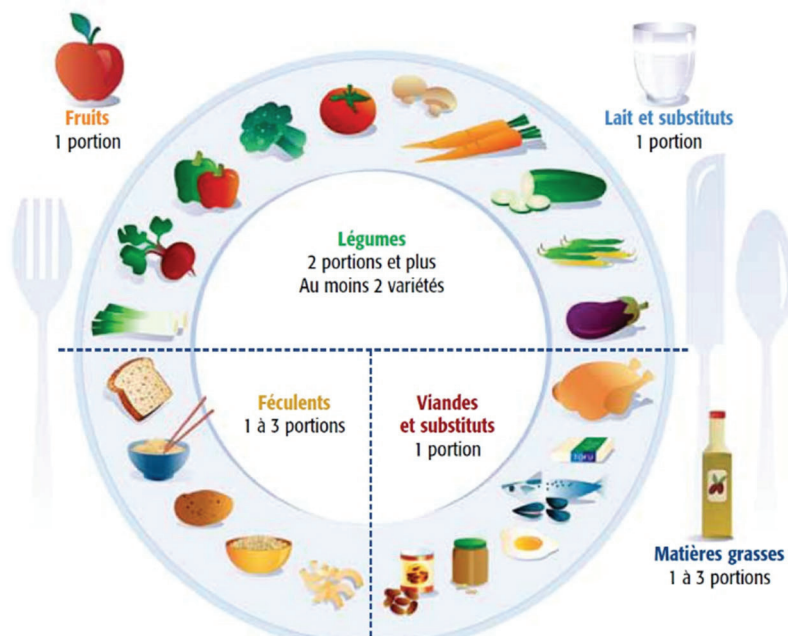 Fruits
1 portion
Lait et substituts
1 portion
Légumes
2 portions et plus
Au moins 2 variétés
Féculents
1 à 3 portions
Viandes
et substituts
1 portion
TOFU
Matières grasses
1 à 3 portions